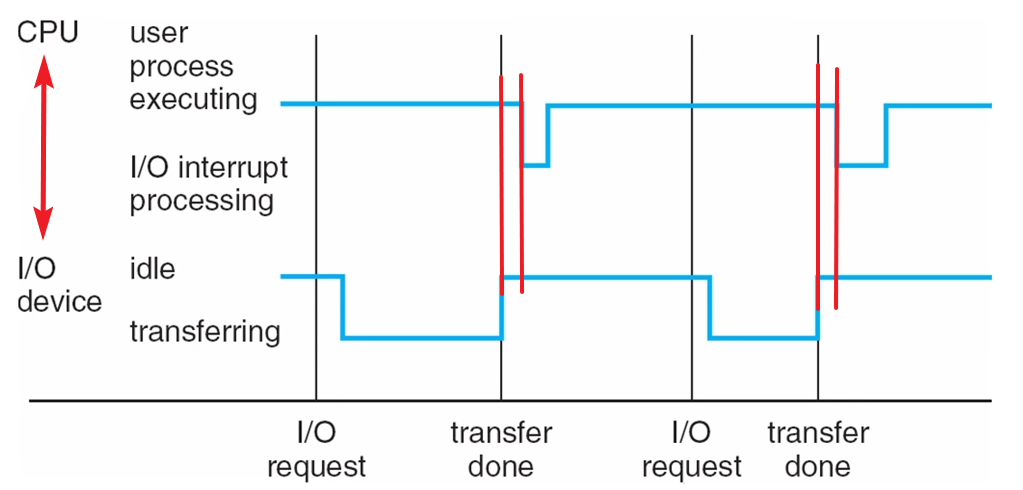 CPU
user
process
executing
I/O interrupt
processing
I/O
device
idle
transferring
I/O
request
transfer
done
I/O
request
transfer
done